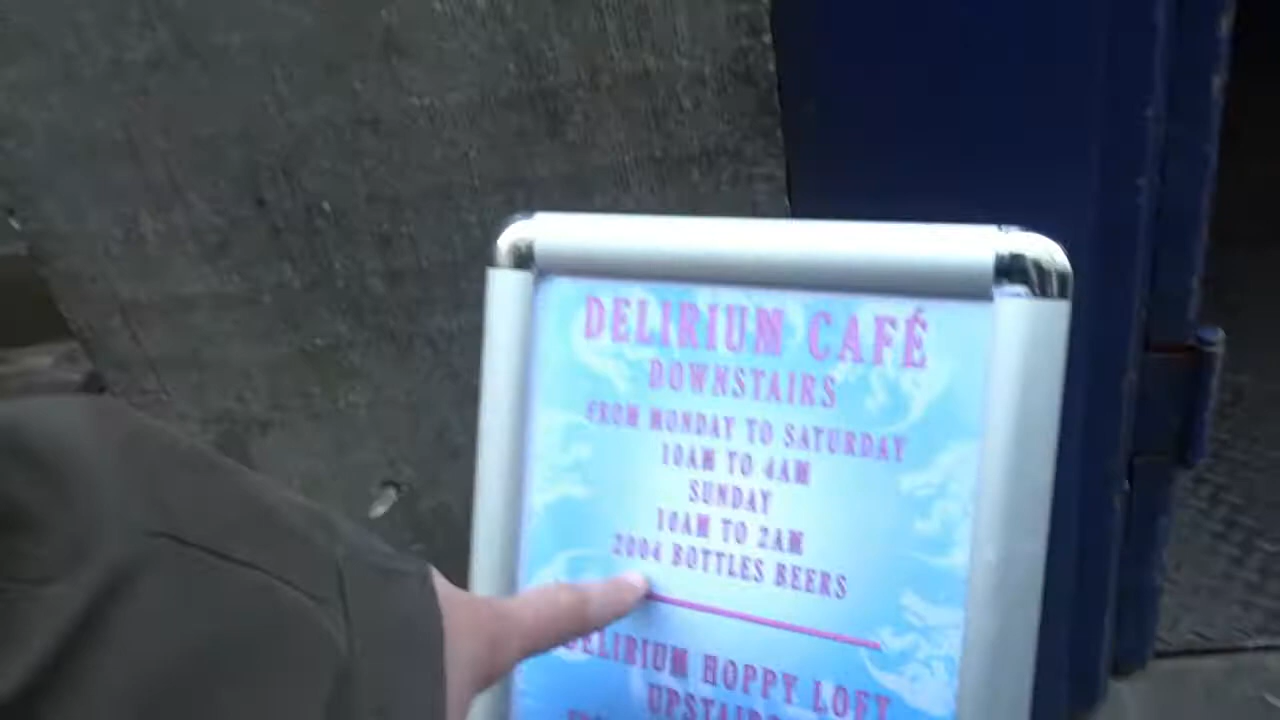 DELIRIUM CAFÉ
DOWNSTAIRS
FROM MONDAY TO SATURDAY
10AM TO 4AM
SUNDAY
10AM TO 2AM
2004 BOTTLES BEERS
DELIRIUM HOPPY LOFT
UPSTAIRS